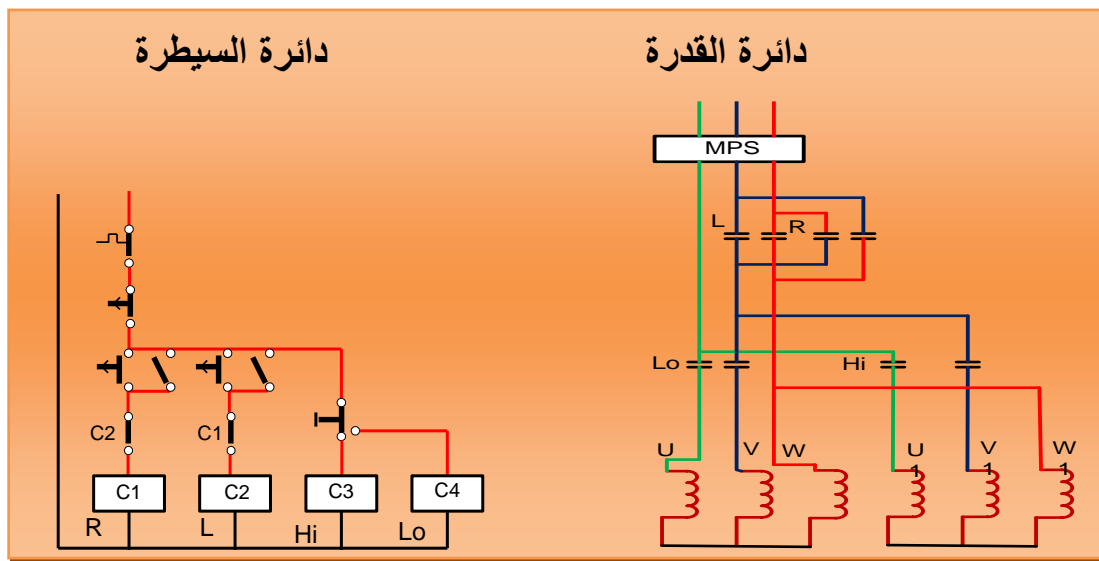 دائرة السيطرة
دائرة القدرة
MPS
L R
Lo Hi
U V W U1 V1 W1
C2 C1
C1 C2 C3 C4
R L Hi Lo